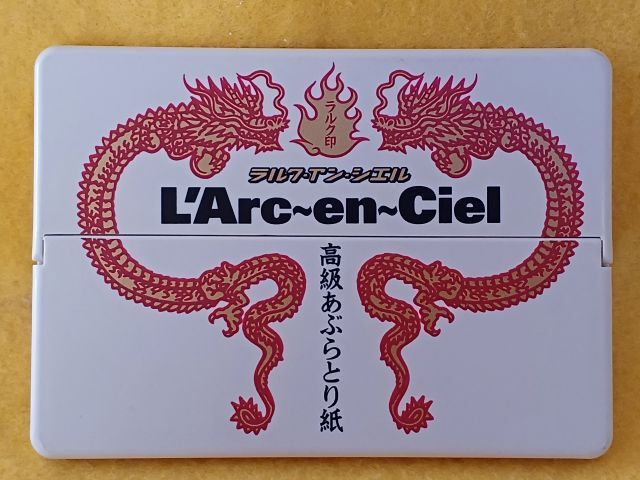 ラルク印
ラルク・アン・シエル
L'Arc~en~Ciel
高級あぶらとり紙